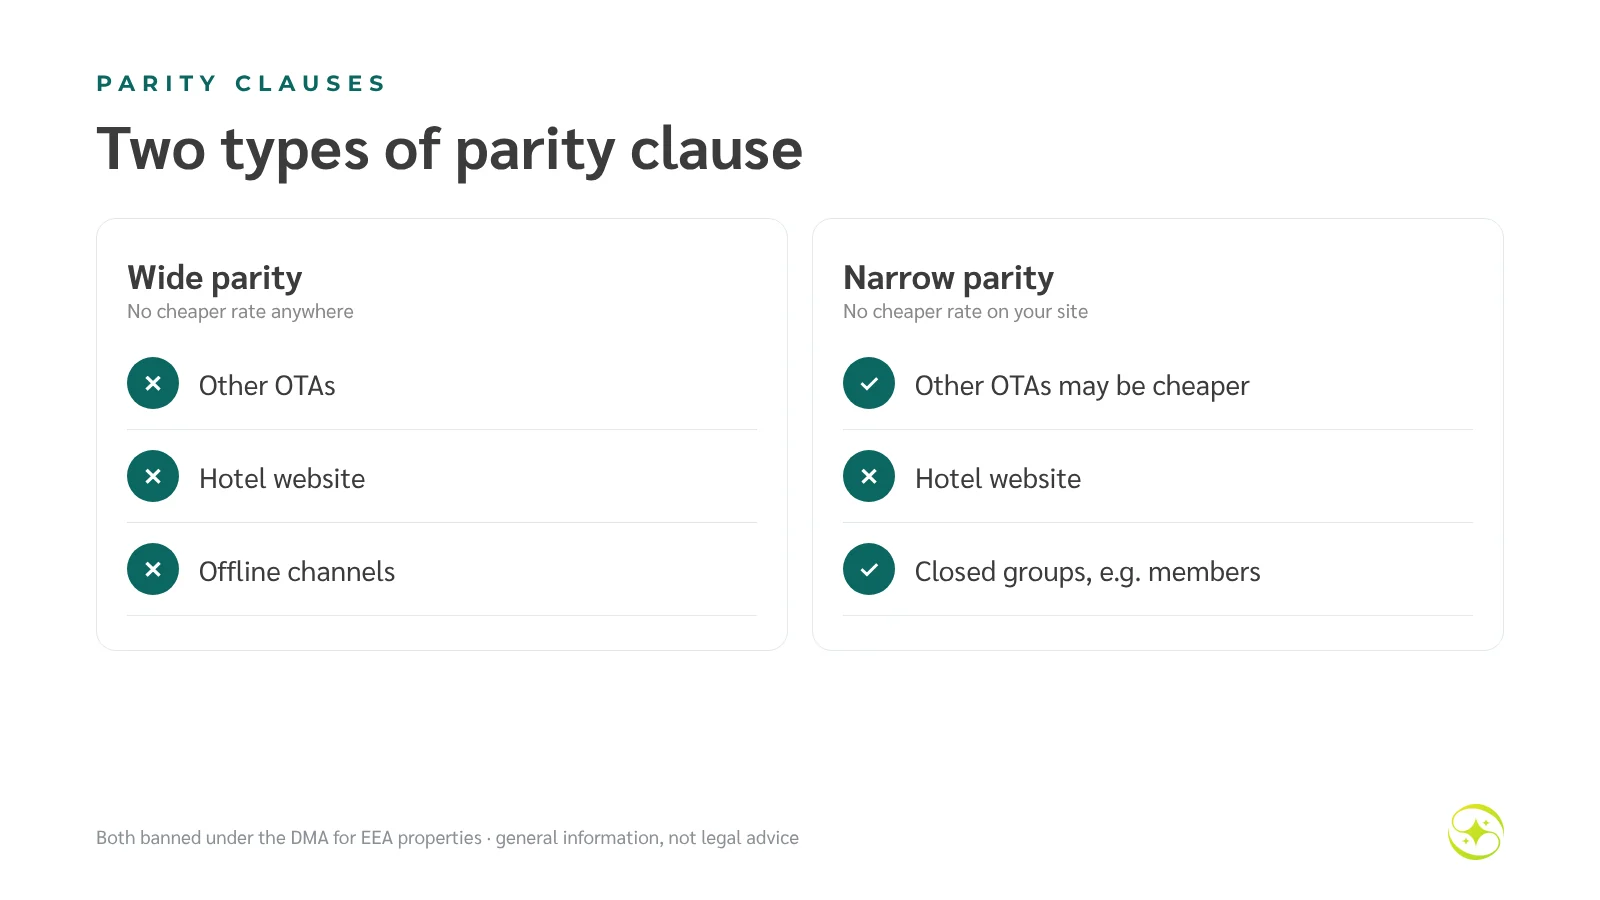 PARITY CLAUSES
Two types of parity clause
Wide parity
No cheaper rate anywhere
Other OTAs
Hotel website
Offline channels
Narrow parity
No cheaper rate on your site
Other OTAs may be cheaper
Hotel website
Closed groups, e.g. members
Both banned under the DMA for EEA properties · general information, not legal advice